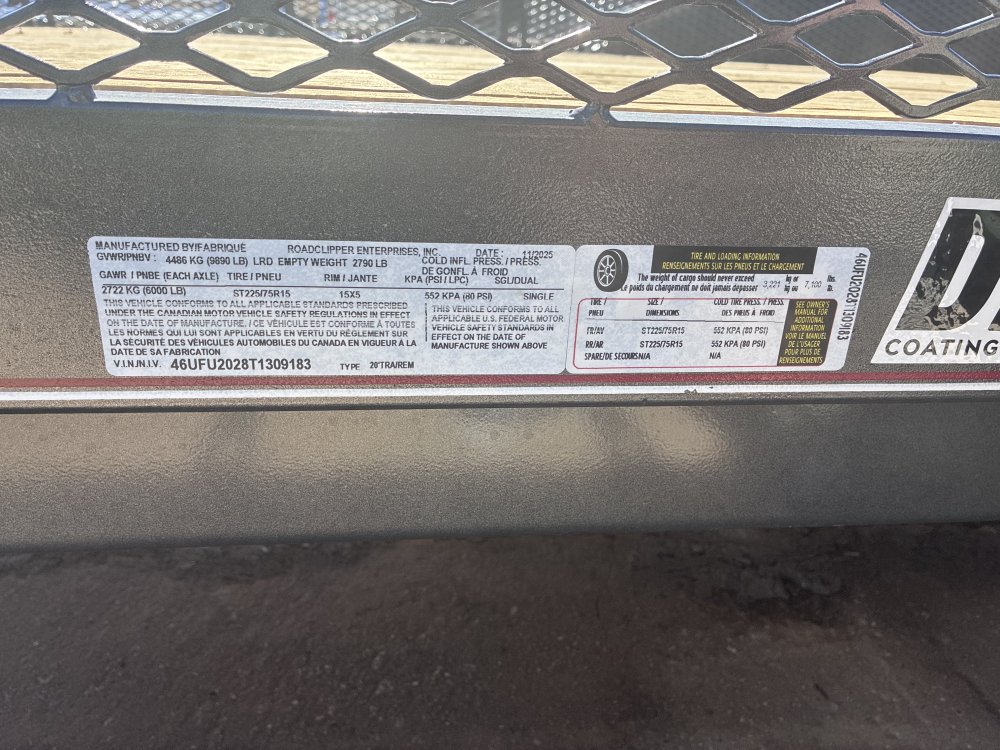 MANUFACTURED BY/FABRIQUÉ ROADCLIPPER ENTERPRISES, INC. DATE : 11/2025
GVWR/PNBV : 4486 KG (9890 LB) LRD EMPTY WEIGHT 2790 LB COLD INFL. PRESS. / PRESS.
DE GONFL À FROID
GAWR / PNBE (EACH AXLE) TIRE / PNEU RIM / JANTE KPA (PSI / LPC) SGL/DUAL
2722 KG (6000 LB) ST225/75R15 15X5 552 KPA (80 PSI) SINGLE
THIS VEHICLE CONFORMS TO ALL APPLICABLE STANDARDS PRESCRIBED
UNDER THE CANADIAN MOTOR VEHICLE SAFETY REGULATIONS IN EFFECT
ON THE DATE OF MANUFACTURE. / CE VÉHICULE EST CONFORME À TOUTES
LES NORMES QUI LUI SONT APPLICABLES EN VERTU DU RÈGLEMENT SUR
LA SÉCURITÉ DES VÉHICULES AUTOMOBILES DU CANADA EN VIGUEUR À LA
DATE DE SA FABRICATION
THIS VEHICLE CONFORMS TO ALL
APPLICABLE U.S. FEDERAL MOTOR
VEHICLE SAFETY STANDARDS IN
EFFECT ON THE DATE OF
MANUFACTURE SHOWN ABOVE
V.I.N./N.I.V. 46UFU2028T1309183 TYPE 20'TRA/REM
TIRE AND LOADING INFORMATION
RENSEIGNEMENTS SUR LES PNEUS ET LE CHARGEMENT
The weight of cargo should never exceed kg or lbs.
Le poids du chargement ne doit jamais depasser 3,221 kg ou 7,100 lb.
TIRE / SIZE / COLD TIRE PRESS. / PRESS.
PNEU DIMENSIONS DES PNEUS À FROID
FR/AV ST225/75R15 552 KPA (80 PSI)
RR/AR ST225/75R15 552 KPA (80 PSI)
SPARE/DE SECOURS N/A N/A
SEE OWNER'S
MANUAL FOR
ADDITIONAL
INFORMATION
VOIR LE MANUEL
DE L'USAGER
POUR PLUS DE
RENSEIGNEMENTS
46UFU2028T1309183
COATING